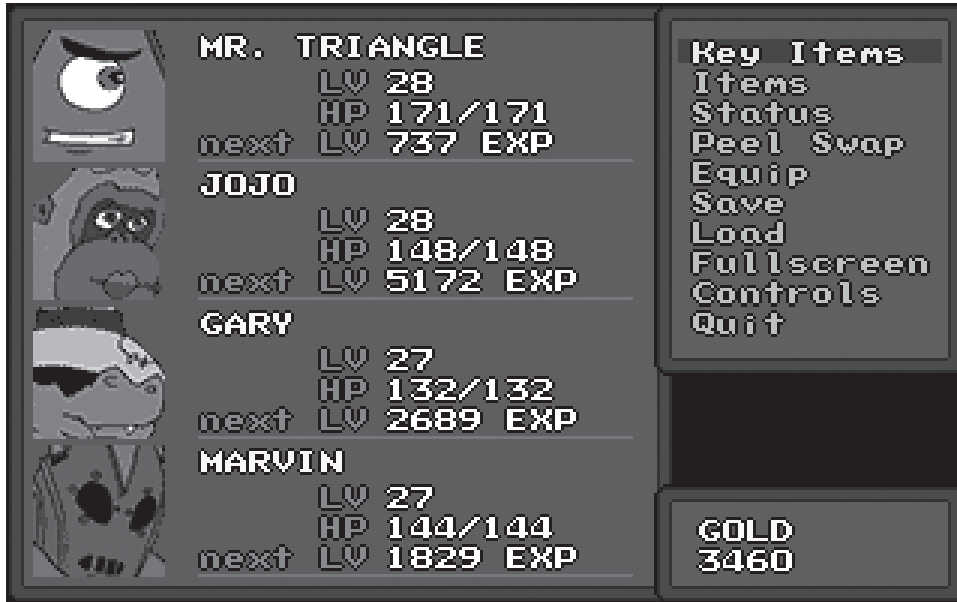 MR. TRIANGLE
LV 28
HP 171/171
next LV 737 EXP
JOJO
LV 28
HP 148/148
next LV 5172 EXP
GARY
LV 27
HP 132/132
next LV 2689 EXP
MARVIN
LV 27
HP 144/144
next LV 1829 EXP
Key Items
Items
Status
Peel Swap
Equip
Save
Load
Fullscreen
Controls
Quit
GOLD
3460